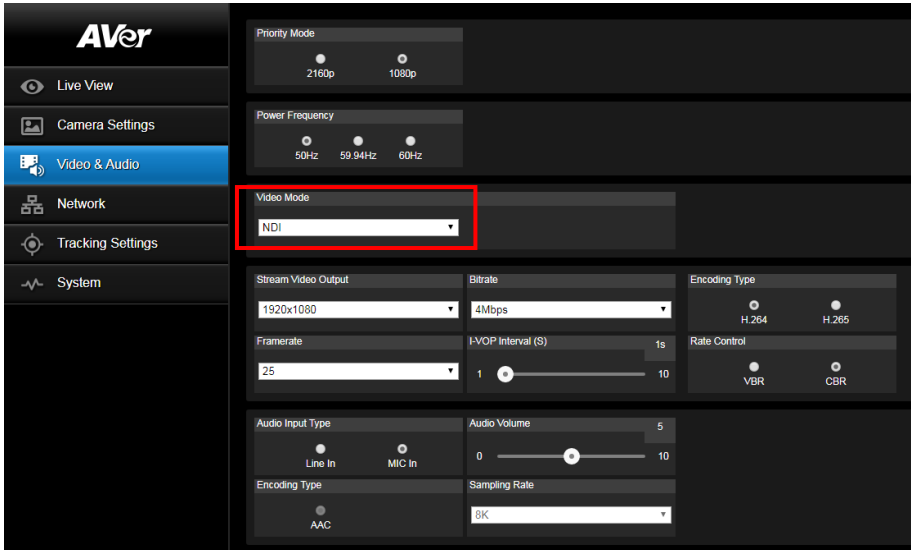 AVer
Live View
Camera Settings
Video & Audio
Network
Tracking Settings
System
Priority Mode
2160p 1080p
Power Frequency
50Hz 59.94Hz 60Hz
Video Mode
NDI
Stream Video Output Bitrate Encoding Type
1920x1080 4Mbps H.264 H.265
Framerate I-VOP Interval (S) 1s Rate Control
25 1 10 VBR CBR
Audio Input Type Audio Volume 5
Line In MIC In 0 10
Encoding Type Sampling Rate
AAC 8K